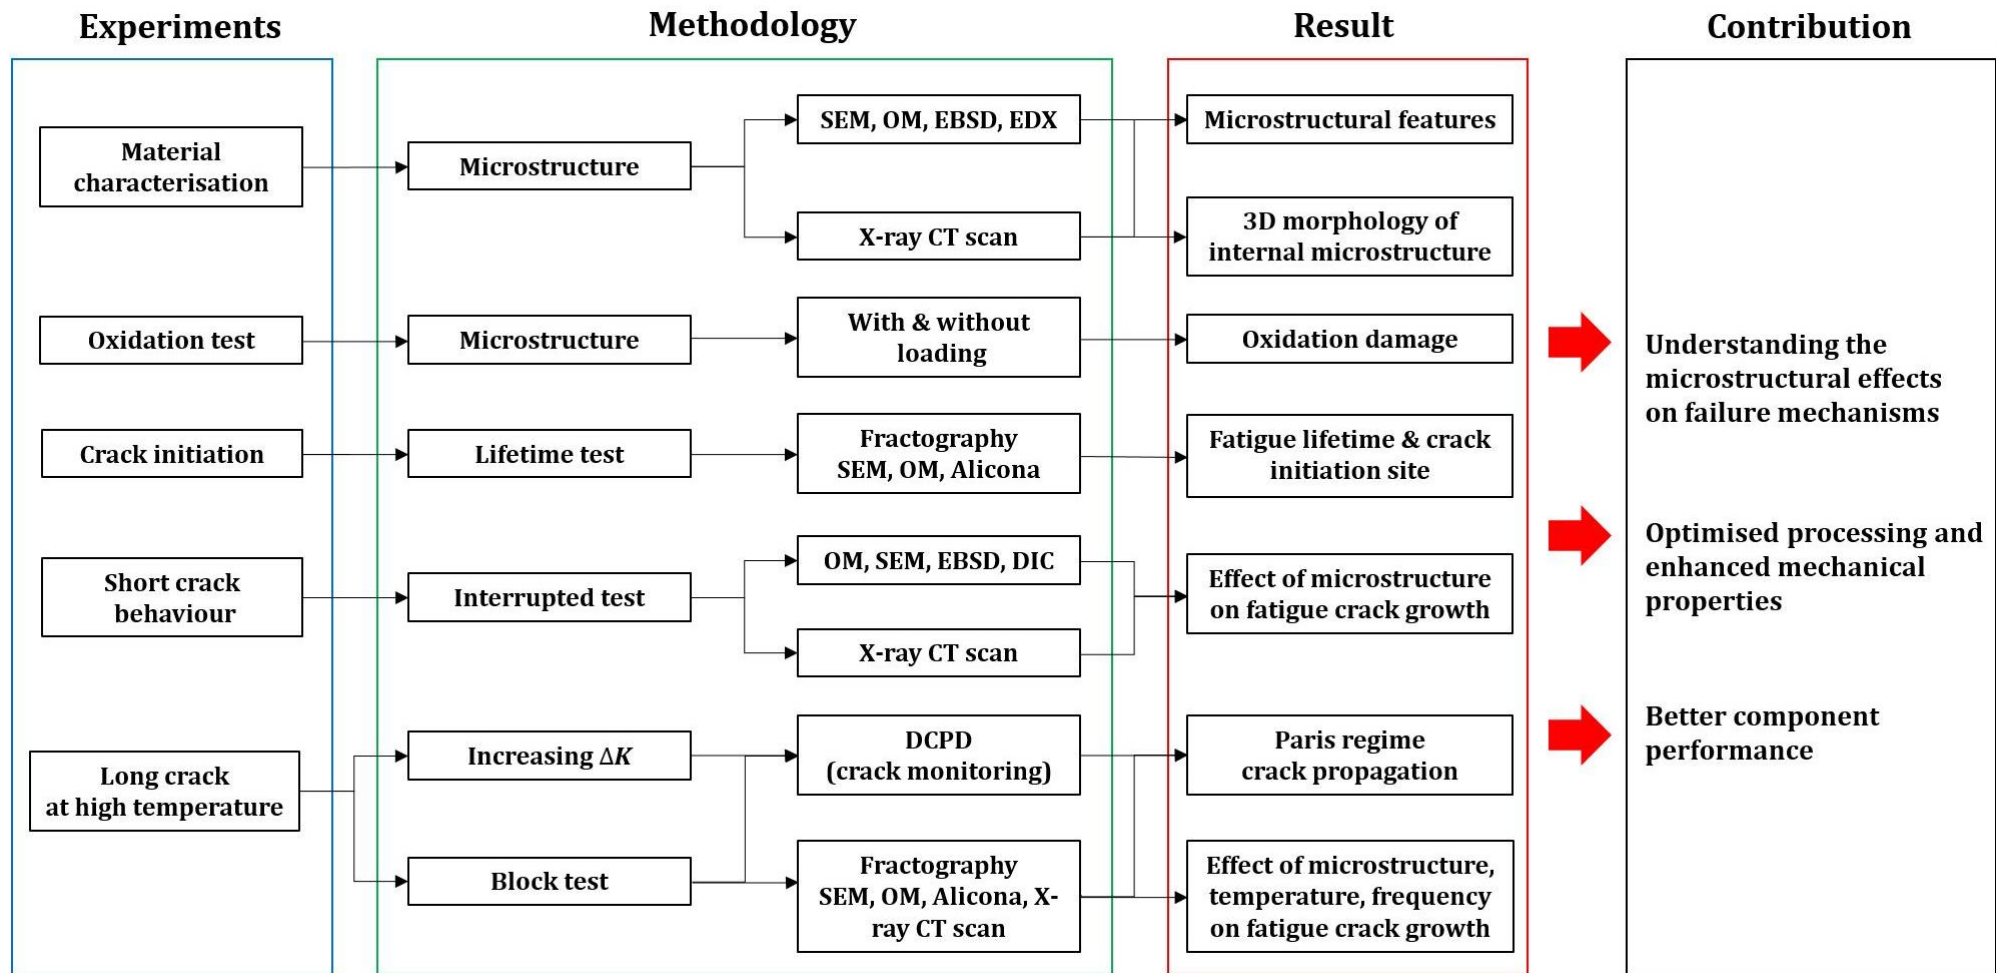 Experiments
Methodology
Result
Contribution
Material
characterisation
Microstructure
SEM, OM, EBSD, EDX
X-ray CT scan
Microstructural features
3D morphology of
internal microstructure
Oxidation test
Microstructure
With & without
loading
Oxidation damage
Crack initiation
Lifetime test
Fractography
SEM, OM, Alicona
Fatigue lifetime & crack
initiation site
Short crack
behaviour
Interrupted test
OM, SEM, EBSD, DIC
X-ray CT scan
Effect of microstructure
on fatigue crack growth
Long crack
at high temperature
Increasing ΔK
Block test
DCPD
(crack monitoring)
Fractography
SEM, OM, Alicona, X-
ray CT scan
Paris regime
crack propagation
Effect of microstructure,
temperature, frequency
on fatigue crack growth
Understanding the
microstructural effects
on failure mechanisms
Optimised processing and
enhanced mechanical
properties
Better component
performance